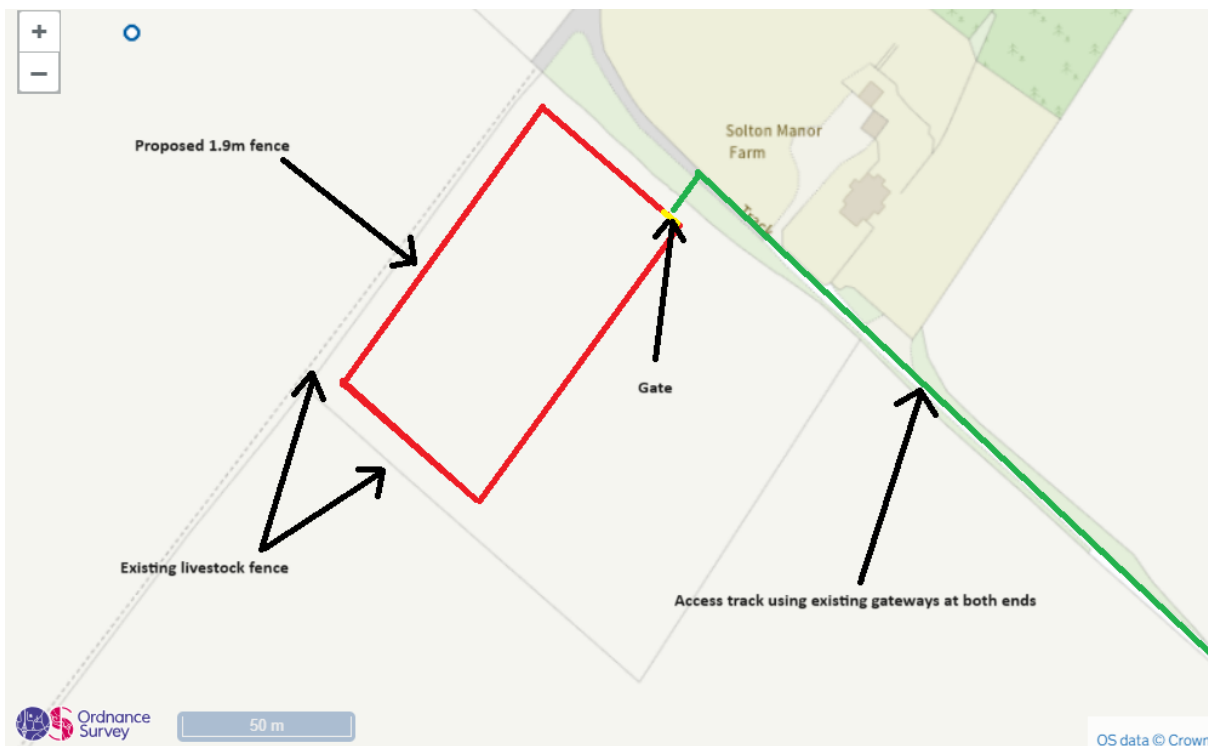 +
−
Proposed 1.9m fence
Solton Manor
Farm
Track
Gate
Existing livestock fence
Access track using existing gateways at both ends
Ordnance
Survey
50 m
OS data © Crown